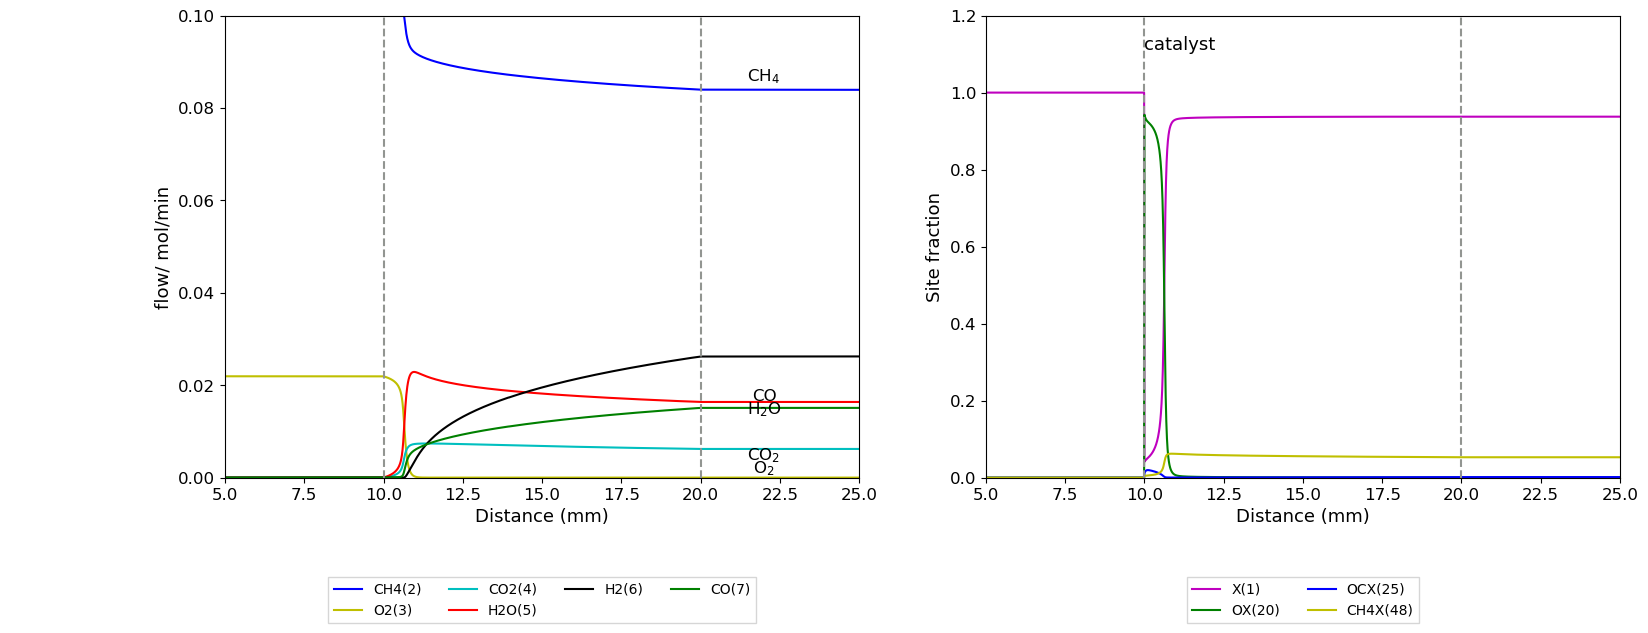 0.10
0.08
0.06
0.04
0.02
0.00
flow/ mol/min
CH4
CO
H2O
CO2
O2
5.0 7.5 10.0 12.5 15.0 17.5 20.0 22.5 25.0
Distance (mm)
CH4(2) CO2(4) H2(6) CO(7)
O2(3) H2O(5)
1.2
1.0
0.8
0.6
0.4
0.2
0.0
Site fraction
catalyst
5.0 7.5 10.0 12.5 15.0 17.5 20.0 22.5 25.0
Distance (mm)
X(1) OCX(25)
OX(20) CH4X(48)